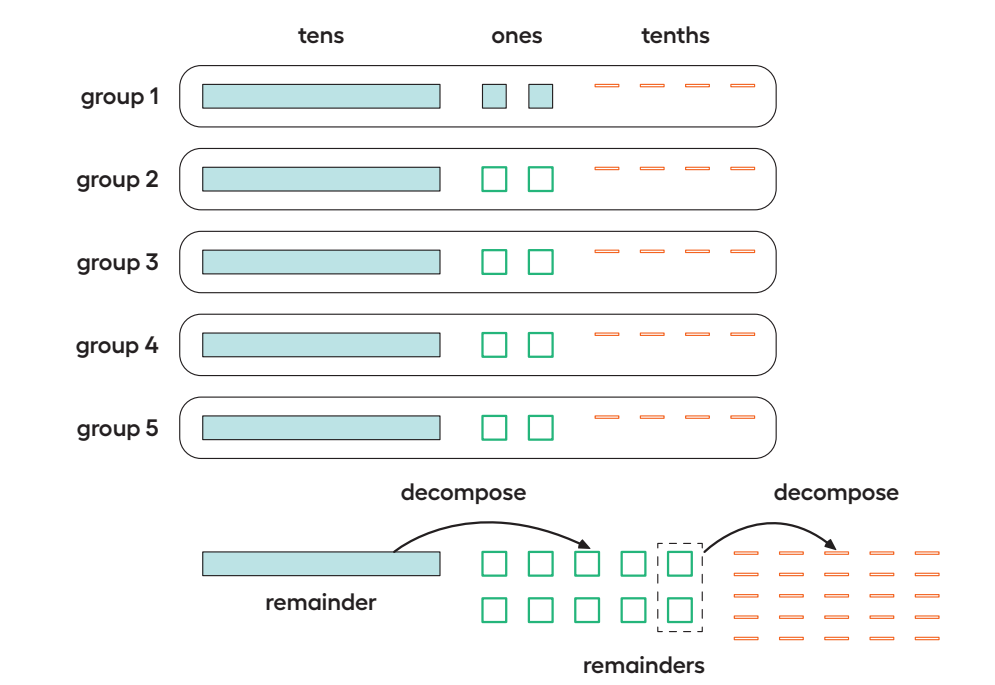 tens ones tenths
group 1
group 2
group 3
group 4
group 5
decompose decompose
remainder
remainders